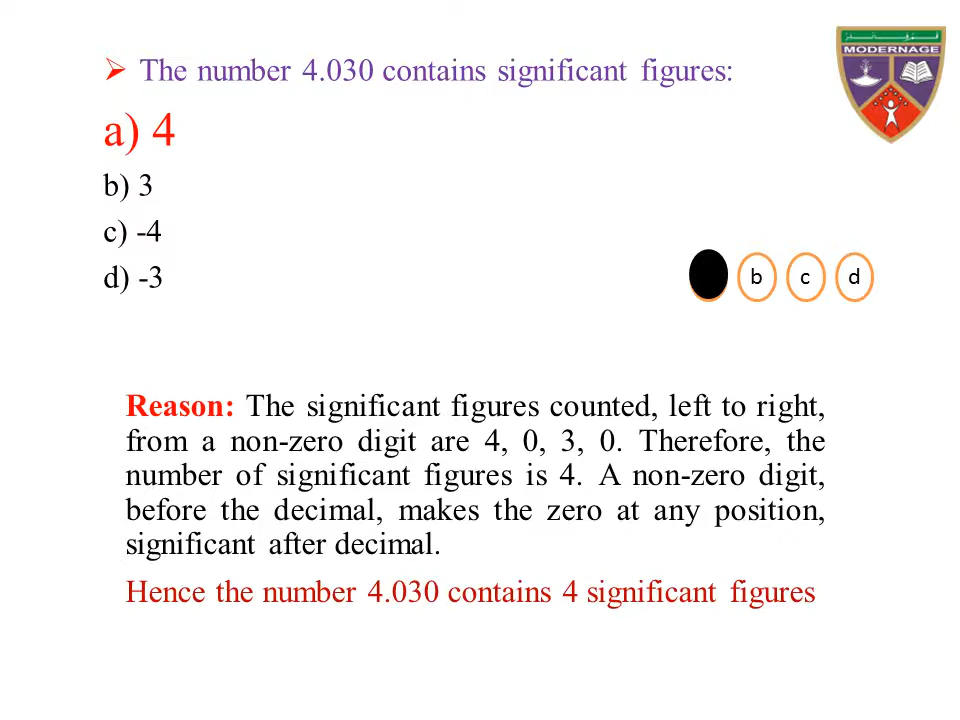 ➢ The number 4.030 contains significant figures:
a) 4
b) 3
c) -4
d) -3
MODERNAGE
b c d
Reason: The significant figures counted, left to right,
from a non-zero digit are 4, 0, 3, 0. Therefore, the
number of significant figures is 4. A non-zero digit,
before the decimal, makes the zero at any position,
significant after decimal.
Hence the number 4.030 contains 4 significant figures